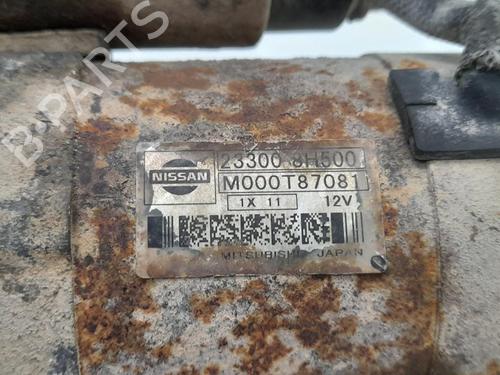 B-PARTS
NISSAN
23300 8H500
M000T87081
1X 11 12V
MITSUBISHI JAPAN